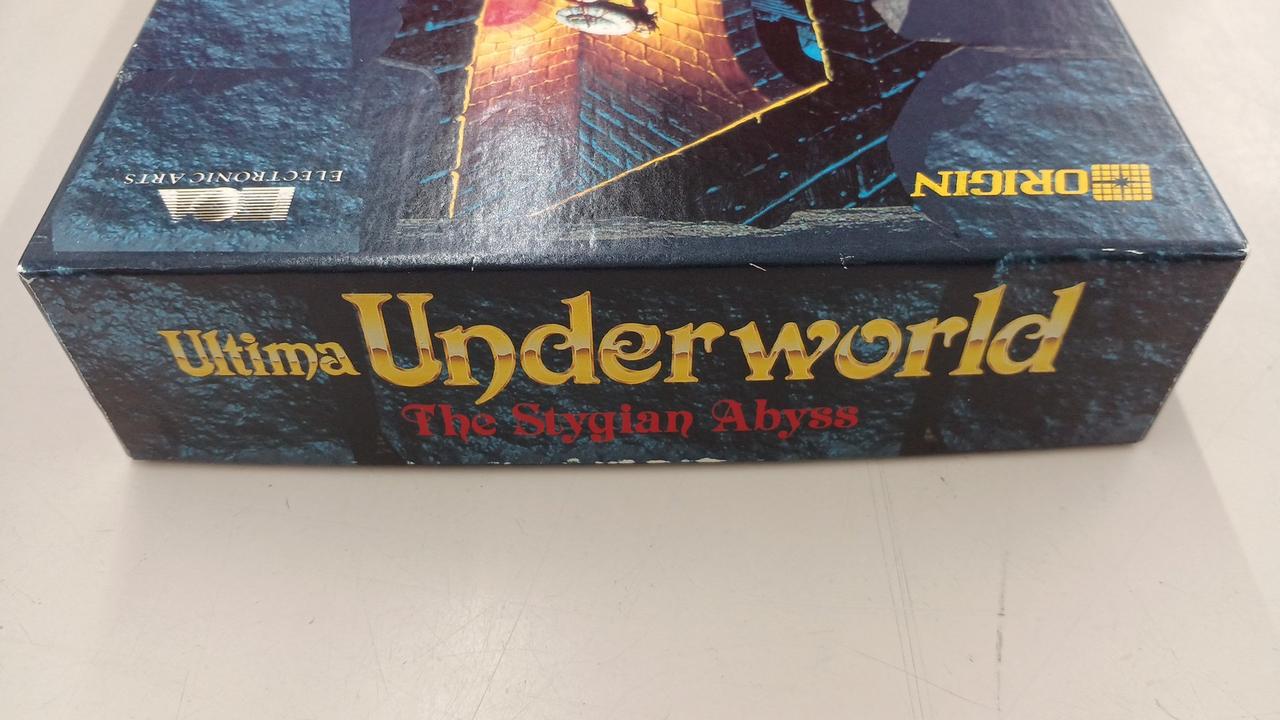 ELECTRONIC ARTS
ORIGIN
Ultima Underworld
The Stygian Abyss